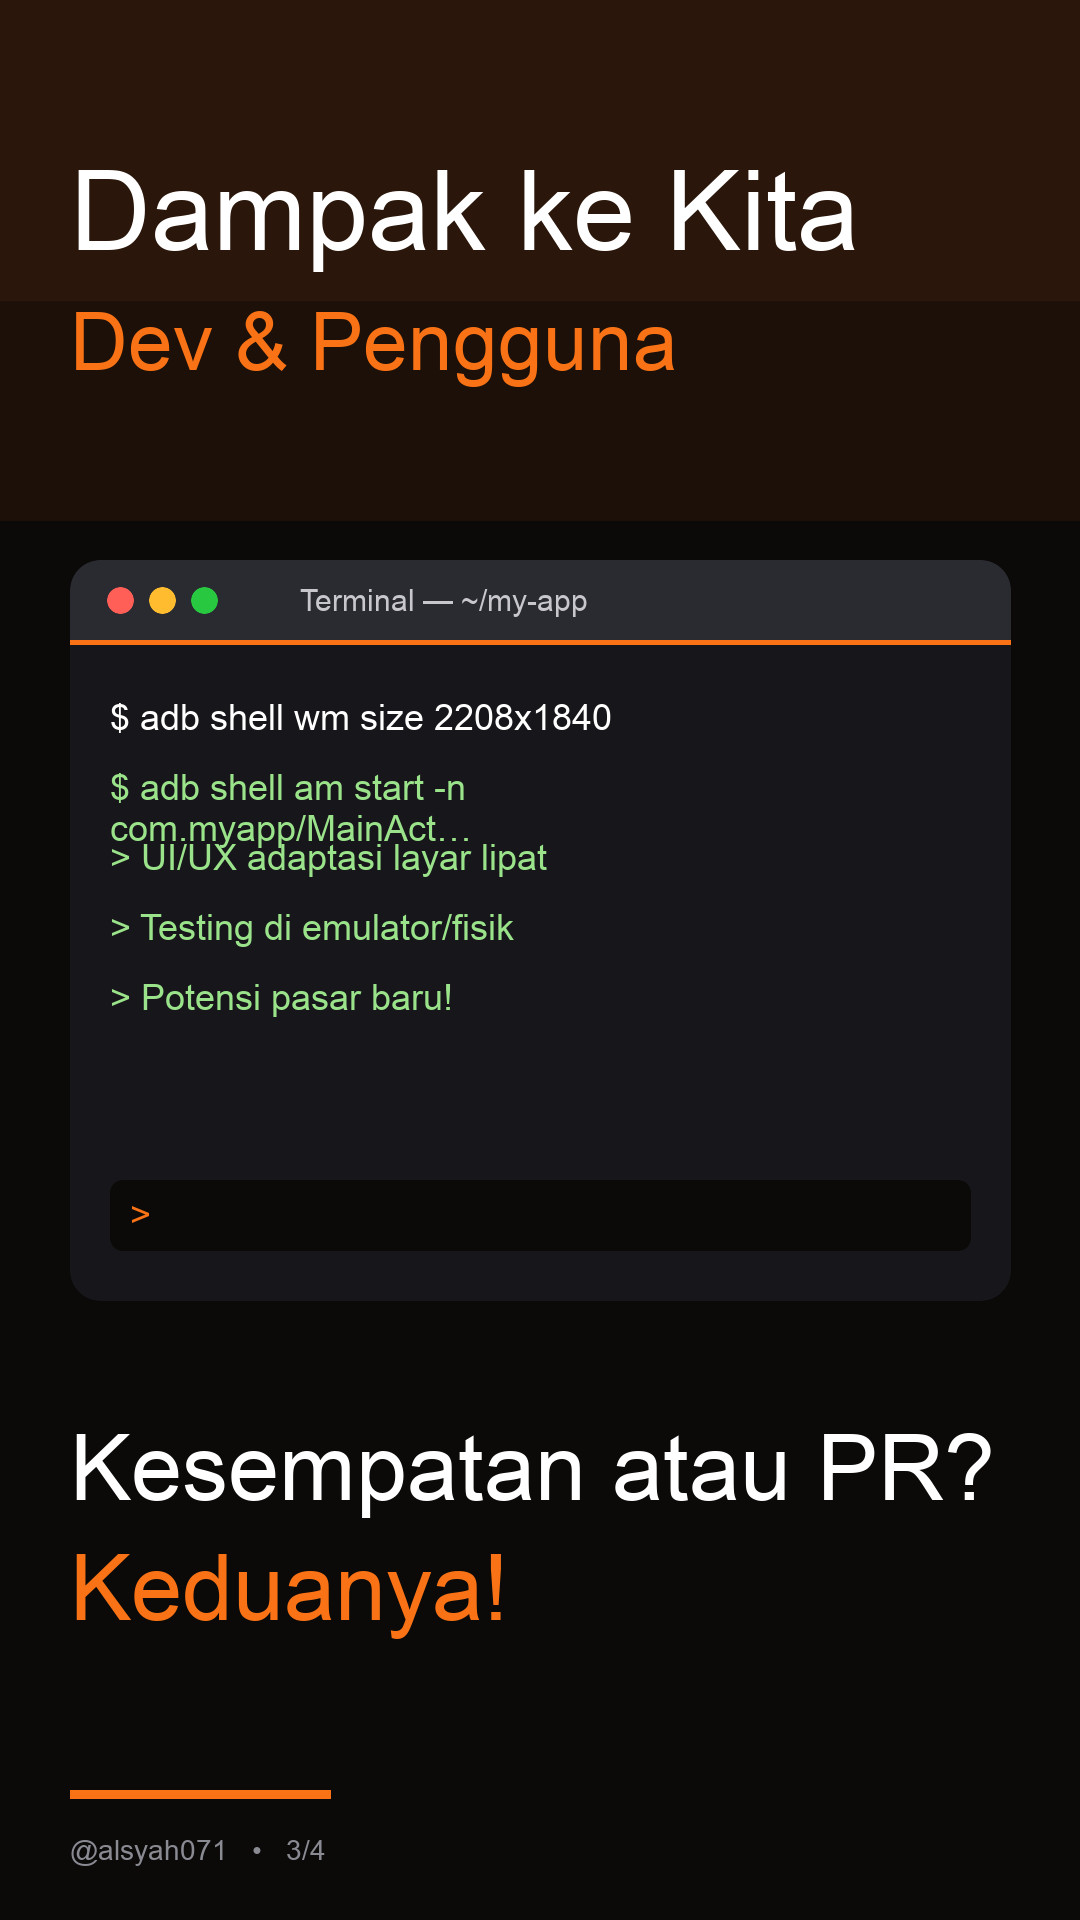 Dampak ke Kita
Dev & Pengguna
Terminal — ~/my-app
$ adb shell wm size 2208x1840
$ adb shell am start -n
com.myapp/MainAct…
> UI/UX adaptasi layar lipat
> Testing di emulator/fisik
> Potensi pasar baru!
>
Kesempatan atau PR?
Keduanya!
@alsyah071 • 3/4